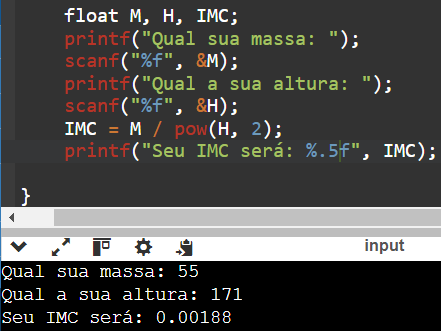 float M, H, IMC;
printf("Qual sua massa: ");
scanf("%f", &M);
printf("Qual a sua altura: ");
scanf("%f", &H);
IMC = M / pow(H, 2);
printf("Seu IMC será: %.5f", IMC);
}
input
Qual sua massa: 55
Qual a sua altura: 171
Seu IMC será: 0.00188